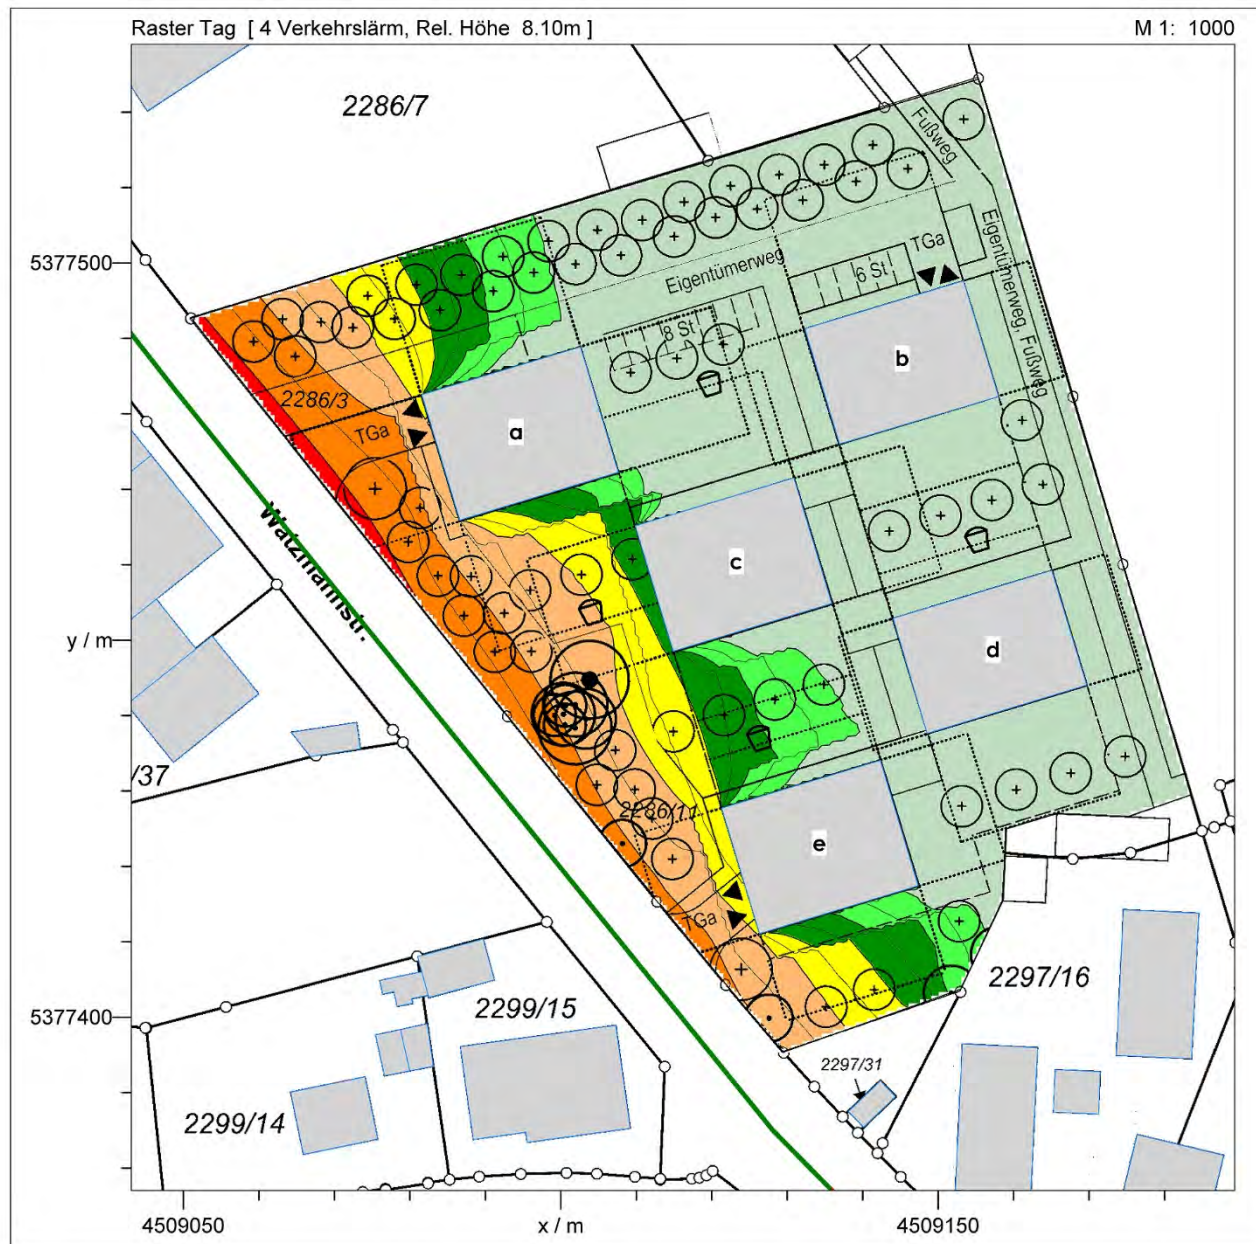 Raster Tag [ 4 Verkehrslärm, Rel. Höhe 8.10m ]
M 1: 1000
2286/7
Fußweg
Eigentümerweg, Fußweg
TGa
5377500
Eigentümerweg
6 St
8 St
b
2286/3
TGa
a
Watzmannstr.
c
y / m
d
/37
2286/11
e
TGa
2297/16
2299/15
5377400
2297/31
2299/14
4509050
x / m
4509150